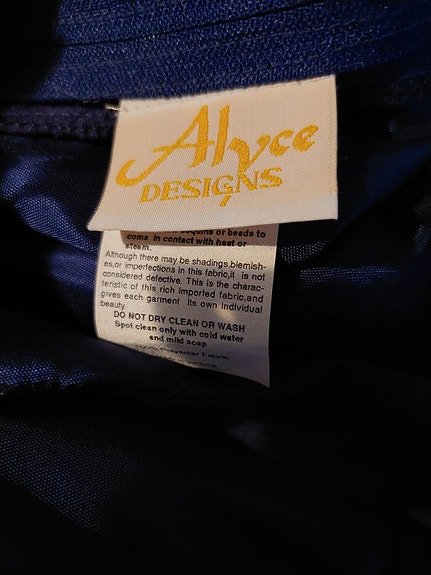 Alyce
DESIGNS
sequins or beads to
come in contact with heat or
steam.
Although there may be shadings,blemish-
es,or imperfections in this fabric,it is not
considered defective. This is the charac-
teristic of this rich imported fabric,and
gives each garment its own individual
beauty.
DO NOT DRY CLEAN OR WASH
Spot clean only with cold water
and mild soap
100% Polyester Fabric